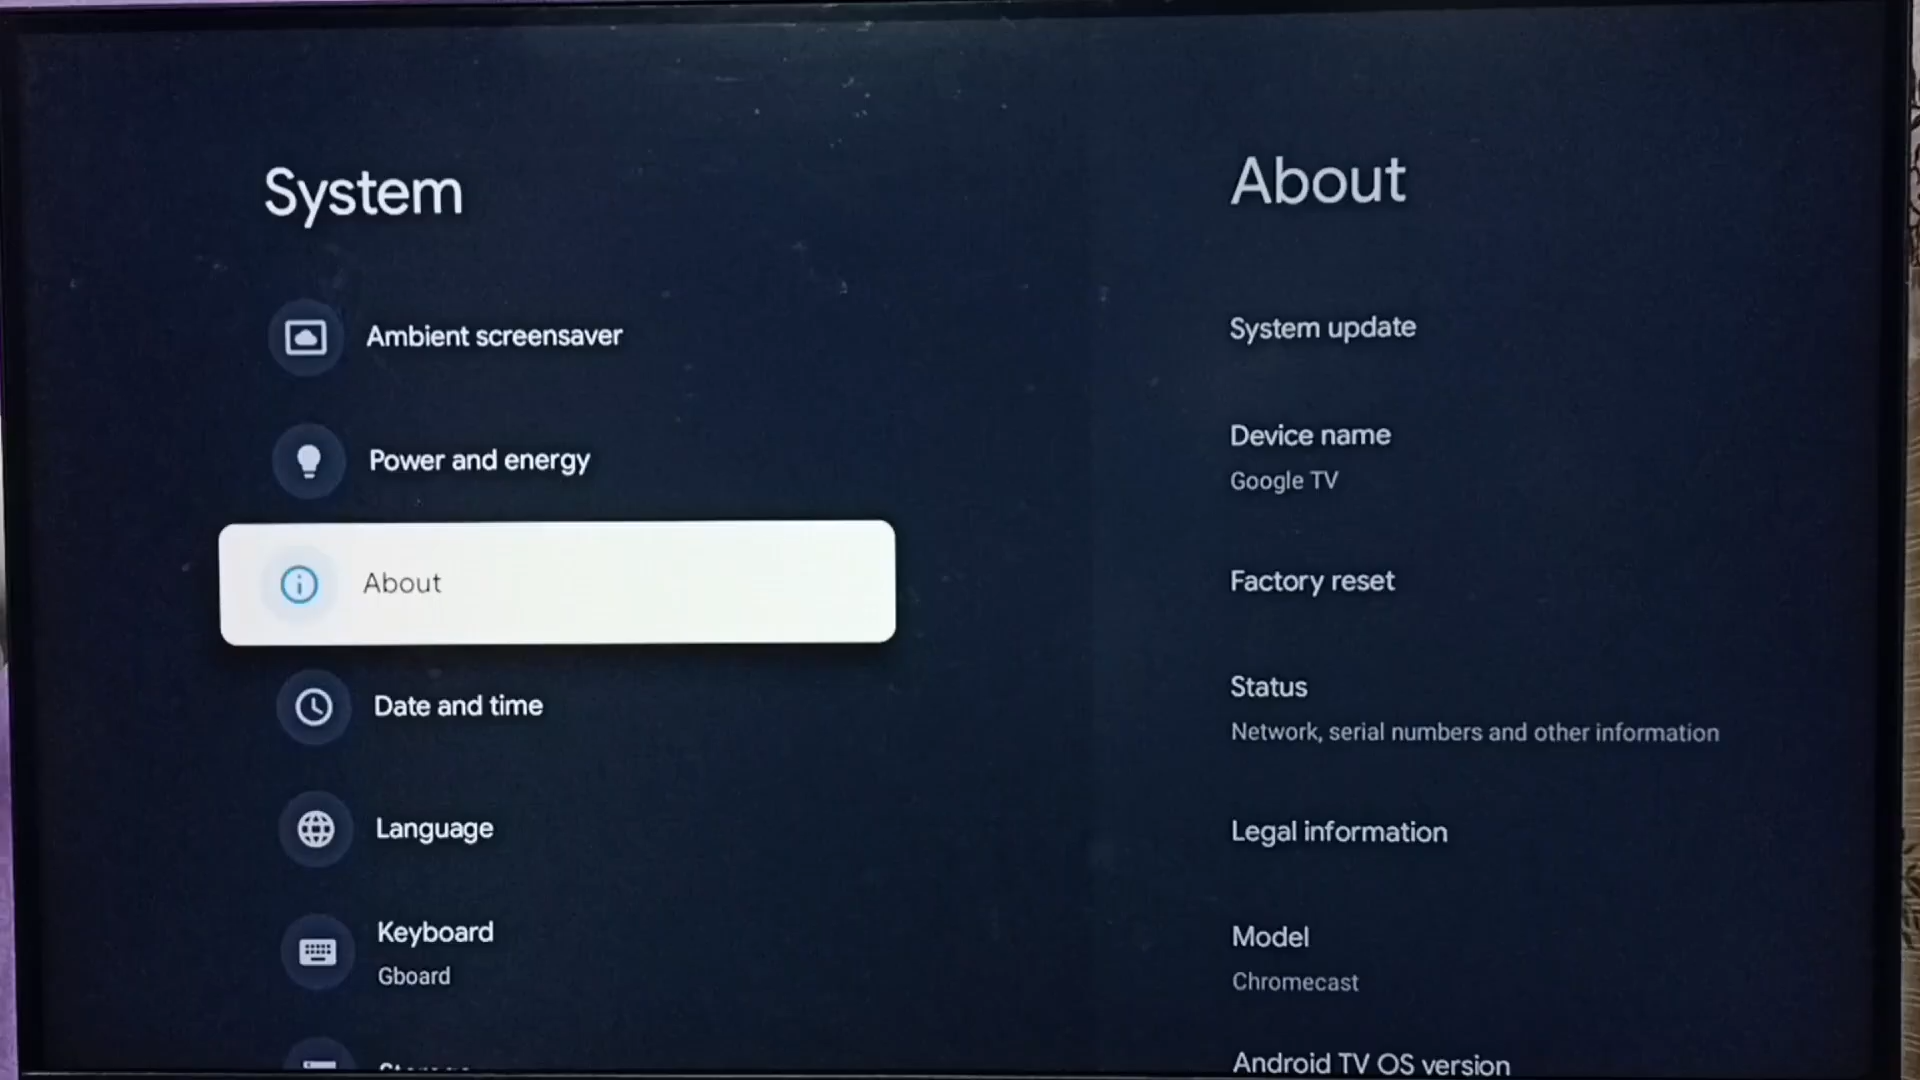 System
Ambient screensaver
Power and energy
About
Date and time
Language
Keyboard
Gboard
About
System update
Device name
Google TV
Factory reset
Status
Network, serial numbers and other information
Legal information
Model
Chromecast
Android TV OS version